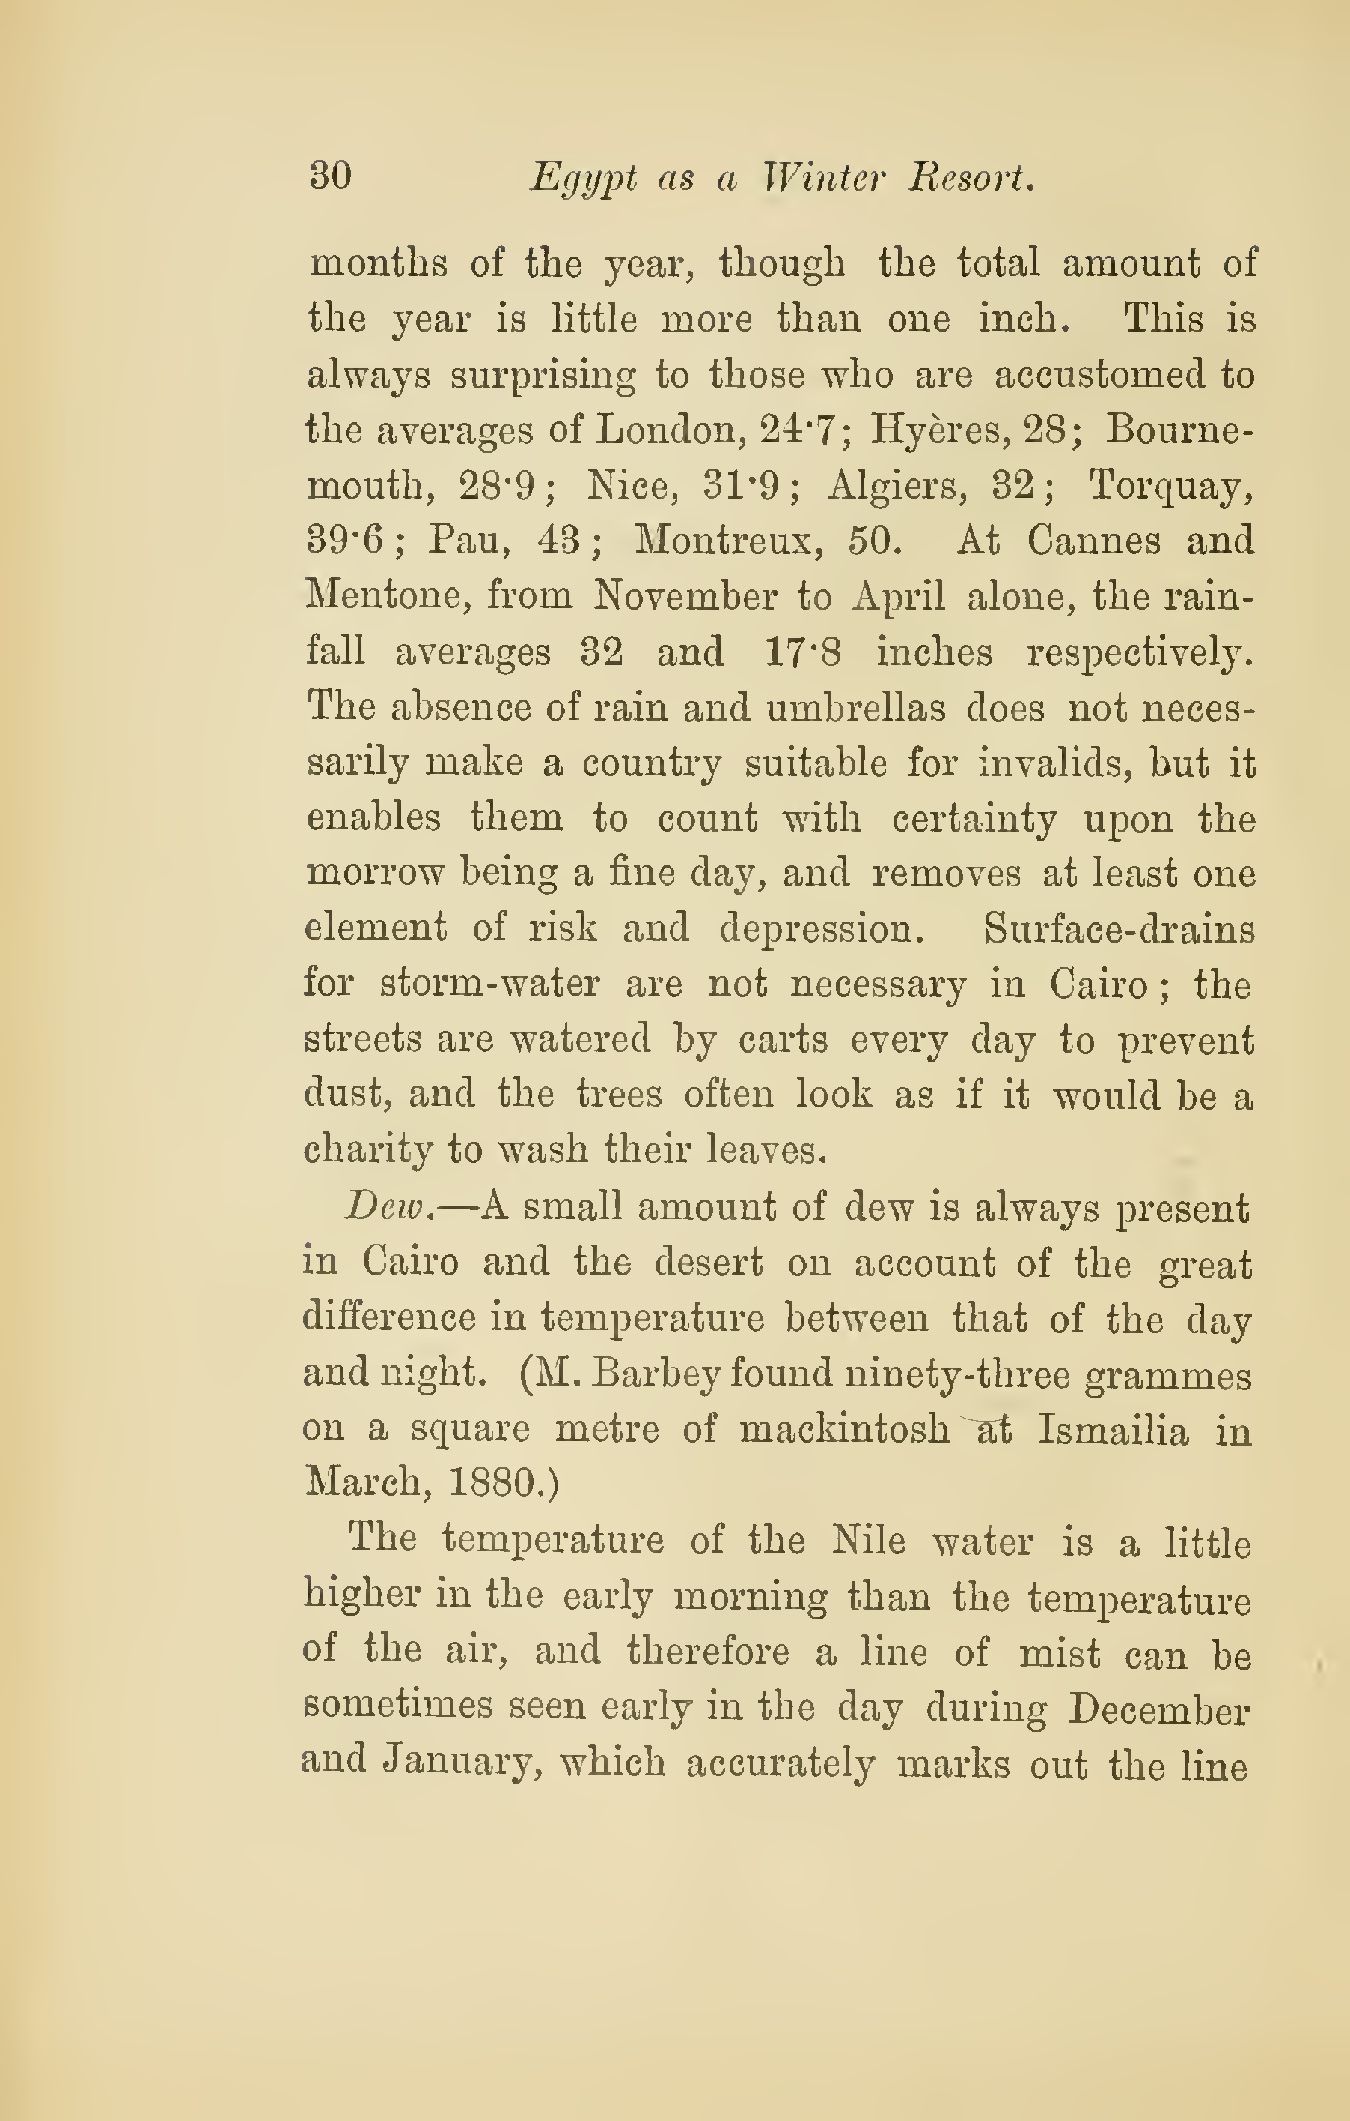 30 Egypt as a Winter Resort.
months of the year, though the total amount of
the year is little more than one inch. This is
always surprising to those who are accustomed to
the averages of London, 24·7; Hyères, 28; Bourne-
mouth, 28·9; Nice, 31·9; Algiers, 32; Torquay,
39·6; Pau, 43; Montreux, 50. At Cannes and
Mentone, from November to April alone, the rain-
fall averages 32 and 17·8 inches respectively.
The absence of rain and umbrellas does not neces-
sarily make a country suitable for invalids, but it
enables them to count with certainty upon the
morrow being a fine day, and removes at least one
element of risk and depression. Surface-drains
for storm-water are not necessary in Cairo; the
streets are watered by carts every day to prevent
dust, and the trees often look as if it would be a
charity to wash their leaves.
Dew.—A small amount of dew is always present
in Cairo and the desert on account of the great
difference in temperature between that of the day
and night. (M. Barbey found ninety-three grammes
on a square metre of mackintosh at Ismailia in
March, 1880.)
The temperature of the Nile water is a little
higher in the early morning than the temperature
of the air, and therefore a line of mist can be
sometimes seen early in the day during December
and January, which accurately marks out the line